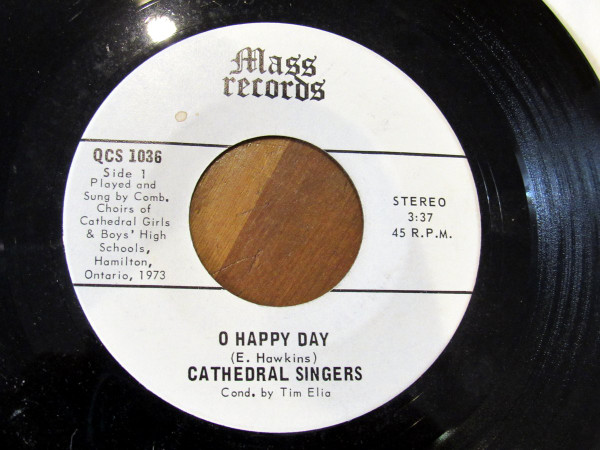 Mass
records
QCS 1036
Side 1
Played and
Sung by Comb.
Choirs of
Cathedral Girls
& Boys' High
Schools,
Hamilton,
Ontario, 1973
STEREO
3:37
45 R.P.M.
O HAPPY DAY
(E. Hawkins)
CATHEDRAL SINGERS
Cond. by Tim Elia